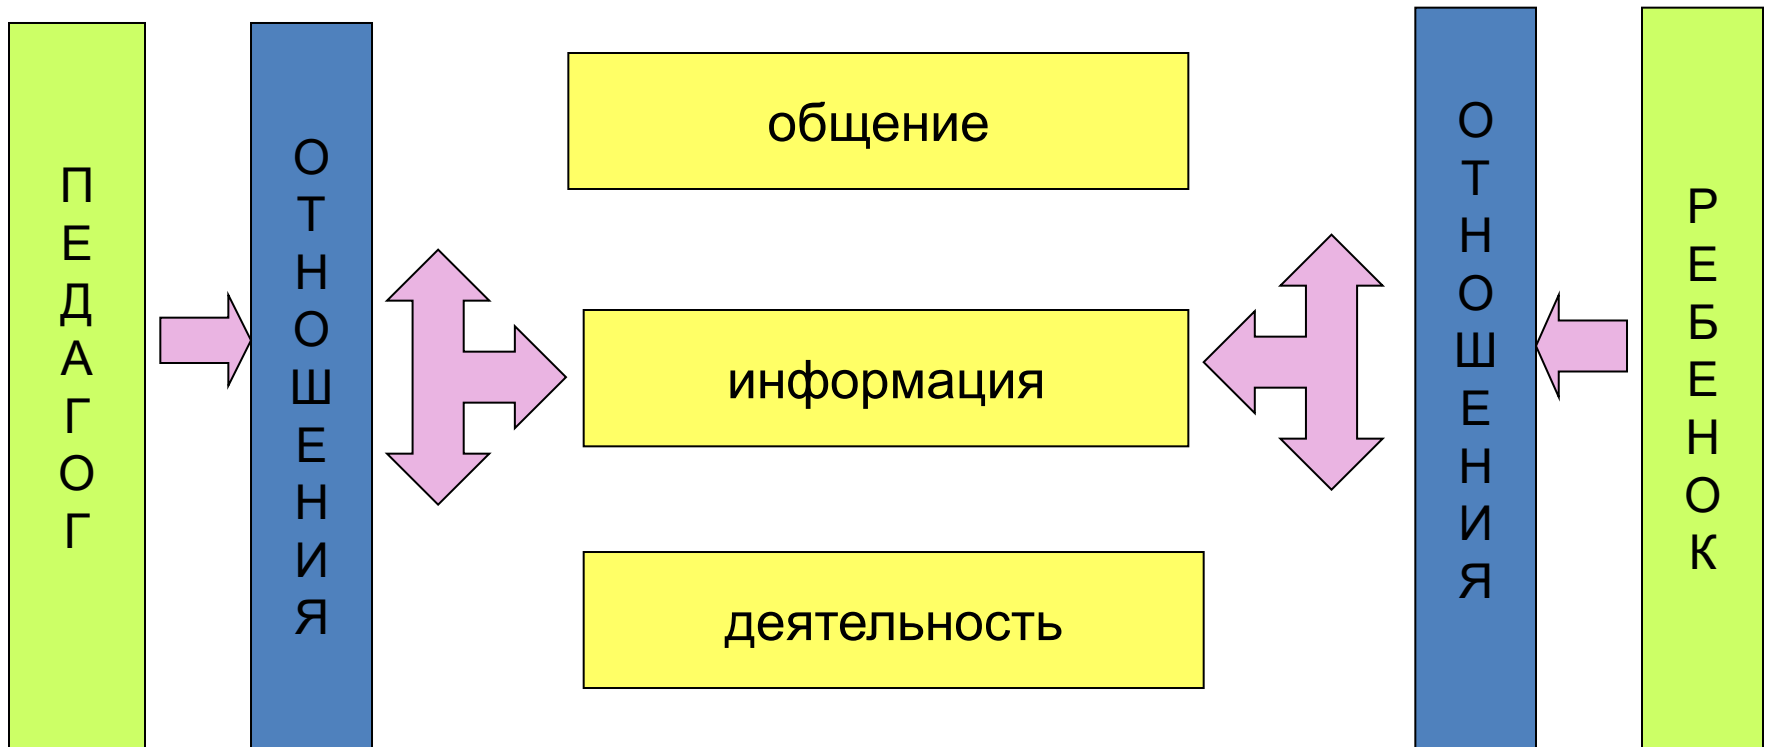 ПЕДАГОГ
ОТНОШЕНИЯ
общение
информация
деятельность
ОТНОШЕНИЯ
РЕБЕНОК